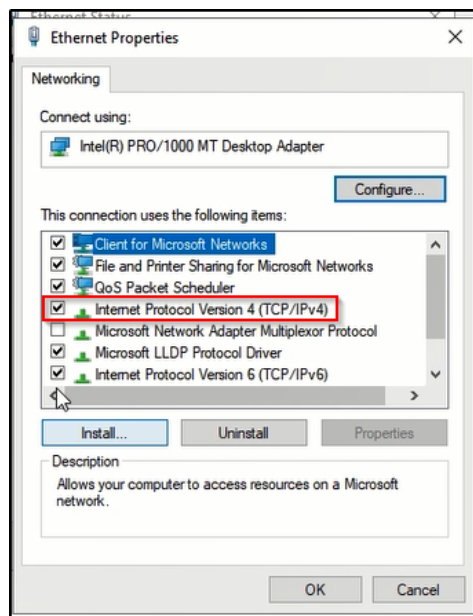 Ethernet Status
Ethernet Properties
Networking
Connect using:
Intel(R) PRO/1000 MT Desktop Adapter
Configure...
This connection uses the following items:
Client for Microsoft Networks
File and Printer Sharing for Microsoft Networks
QoS Packet Scheduler
Internet Protocol Version 4 (TCP/IPv4)
Microsoft Network Adapter Multiplexor Protocol
Microsoft LLDP Protocol Driver
Internet Protocol Version 6 (TCP/IPv6)
Install... Uninstall Properties
Description
Allows your computer to access resources on a Microsoft
network.
OK Cancel